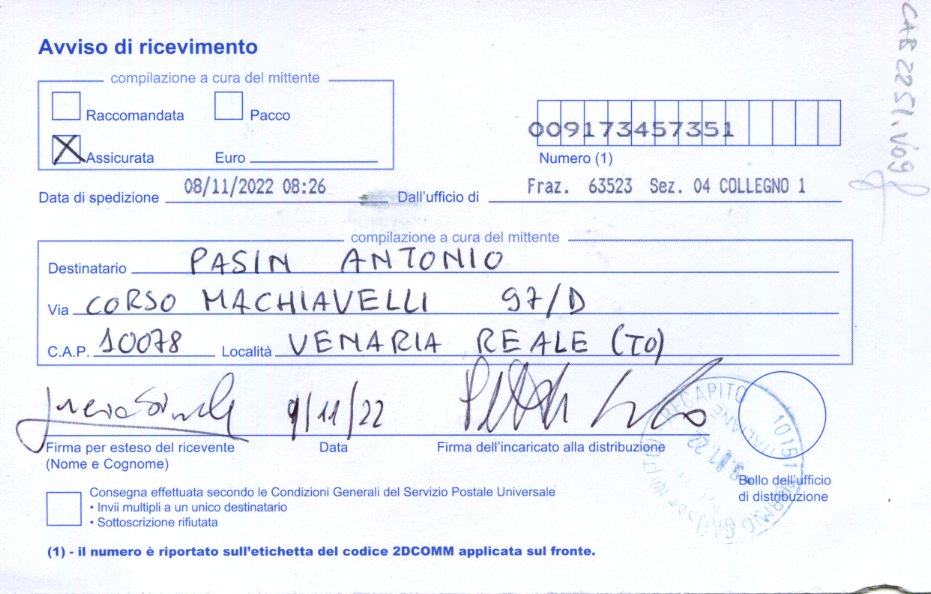 Avviso di ricevimento
compilazione a cura del mittente
Raccomandata Pacco
Assicurata Euro
009173457351
Numero (1)
Data di spedizione 08/11/2022 08:26 Dall'ufficio di Fraz. 63523 Sez. 04 COLLEGNO 1
compilazione a cura del mittente
Destinatario PASIN ANTONIO
Via CORSO MACHIAVELLI 97/D
C.A.P. 10078 Località VENARIA REALE (TO)
9/11/22
Firma per esteso del ricevente Data Firma dell'incaricato alla distribuzione
(Nome e Cognome)
RECAPITO
10151
Bollo dell'ufficio
di distribuzione
Consegna effettuata secondo le Condizioni Generali del Servizio Postale Universale
• Invii multipli a un unico destinatario
• Sottoscrizione rifiutata
(1) - il numero è riportato sull'etichetta del codice 2DCOMM applicata sul fronte.